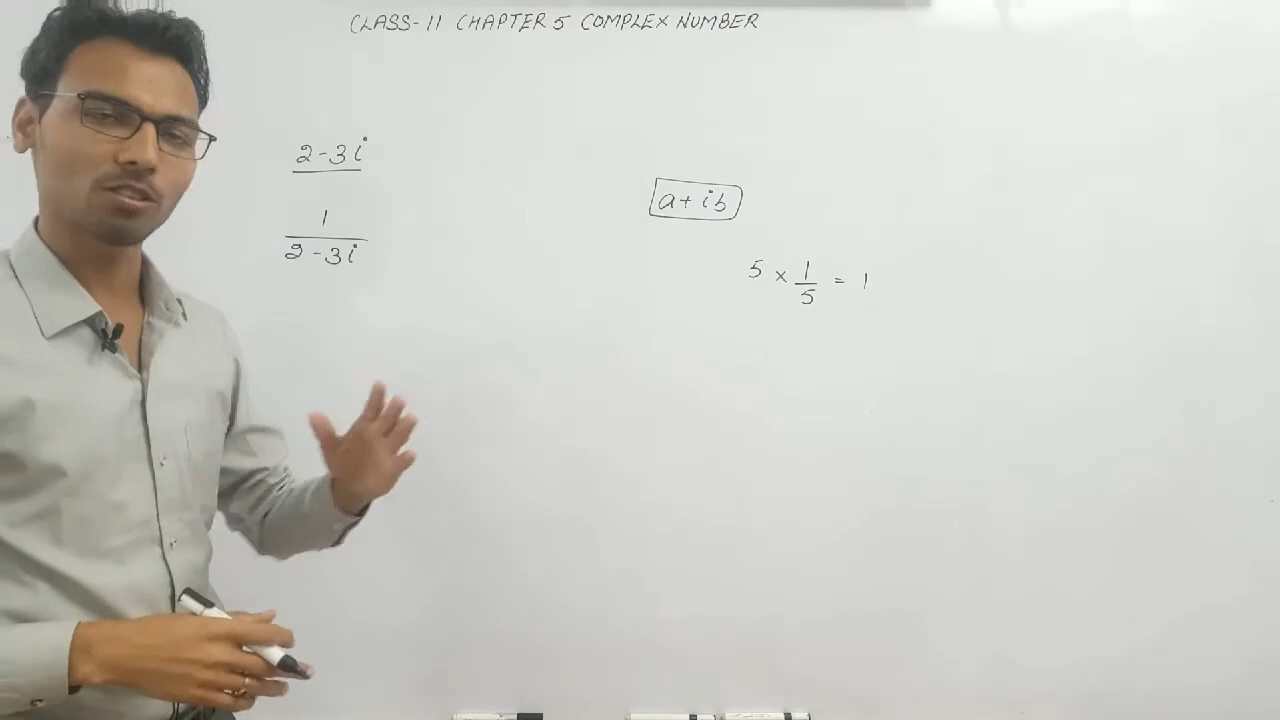 CLASS-11 CHAPTER 5 COMPLEX NUMBER
2-3i
1
2-3i
a+ib
5 × 1/5 = 1